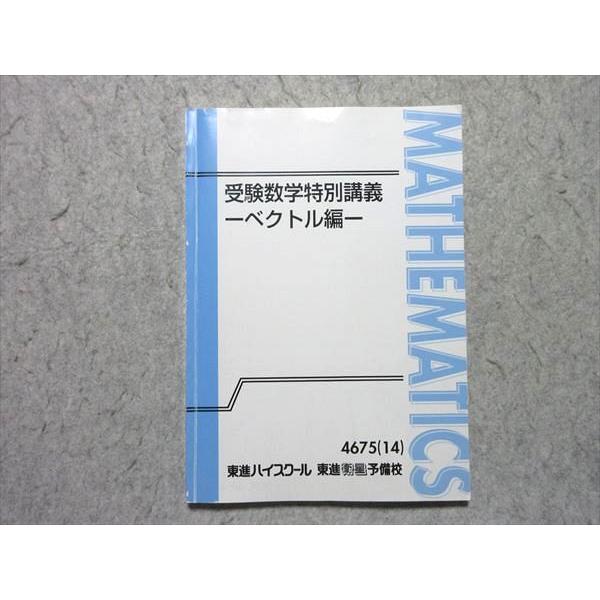 受験数学特別講義
ーベクトル編ー
MATHEMATICS
4675(14)
東進ハイスクール 東進衛星予備校